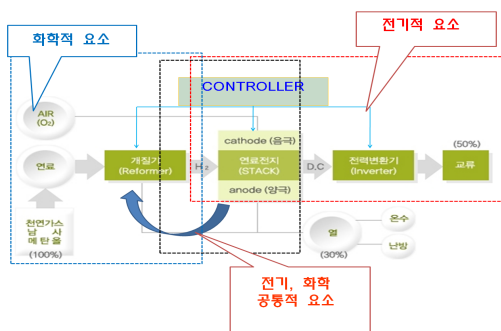 화학적 요소
전기적 요소
CONTROLLER
AIR
(O₂)
cathode (음극)
(50%)
연료
개질기
(Reformer)
H₂
연료전지
(STACK)
D.C
전력변환기
(Inverter)
교류
anode (양극)
천연가스
납 사
메탄올
(100%)
열
(30%)
온수
난방
전기, 화학
공통적 요소